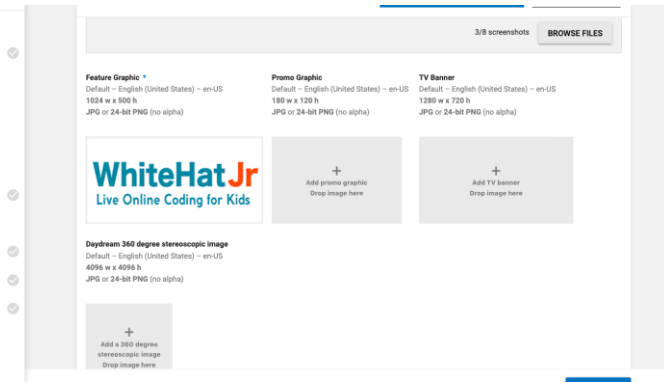 3/8 screenshots BROWSE FILES
Feature Graphic *
Default – English (United States) – en-US
1024 w x 500 h
JPG or 24-bit PNG (no alpha)
Promo Graphic
Default – English (United States) – en-US
180 w x 120 h
JPG or 24-bit PNG (no alpha)
TV Banner
Default – English (United States) – en-US
1280 w x 720 h
JPG or 24-bit PNG (no alpha)
WhiteHat Jr
Live Online Coding for Kids
+
Add promo graphic
Drop image here
+
Add TV banner
Drop image here
Daydream 360 degree stereoscopic image
Default – English (United States) – en-US
4096 w x 4096 h
JPG or 24-bit PNG (no alpha)
+
Add a 360 degree
stereoscopic image
Drop image here